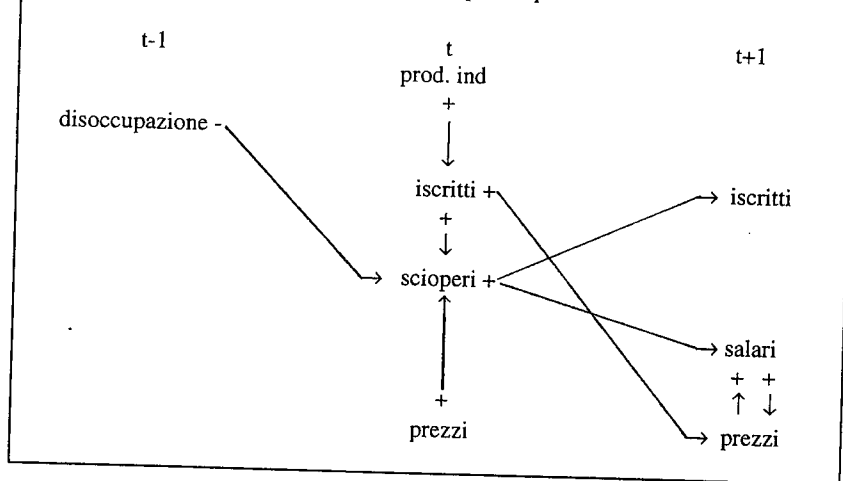 t-1
t
t+1
prod. ind
+
disoccupazione -
iscritti +
iscritti
+
scioperi +
salari
+ +
+
prezzi
prezzi